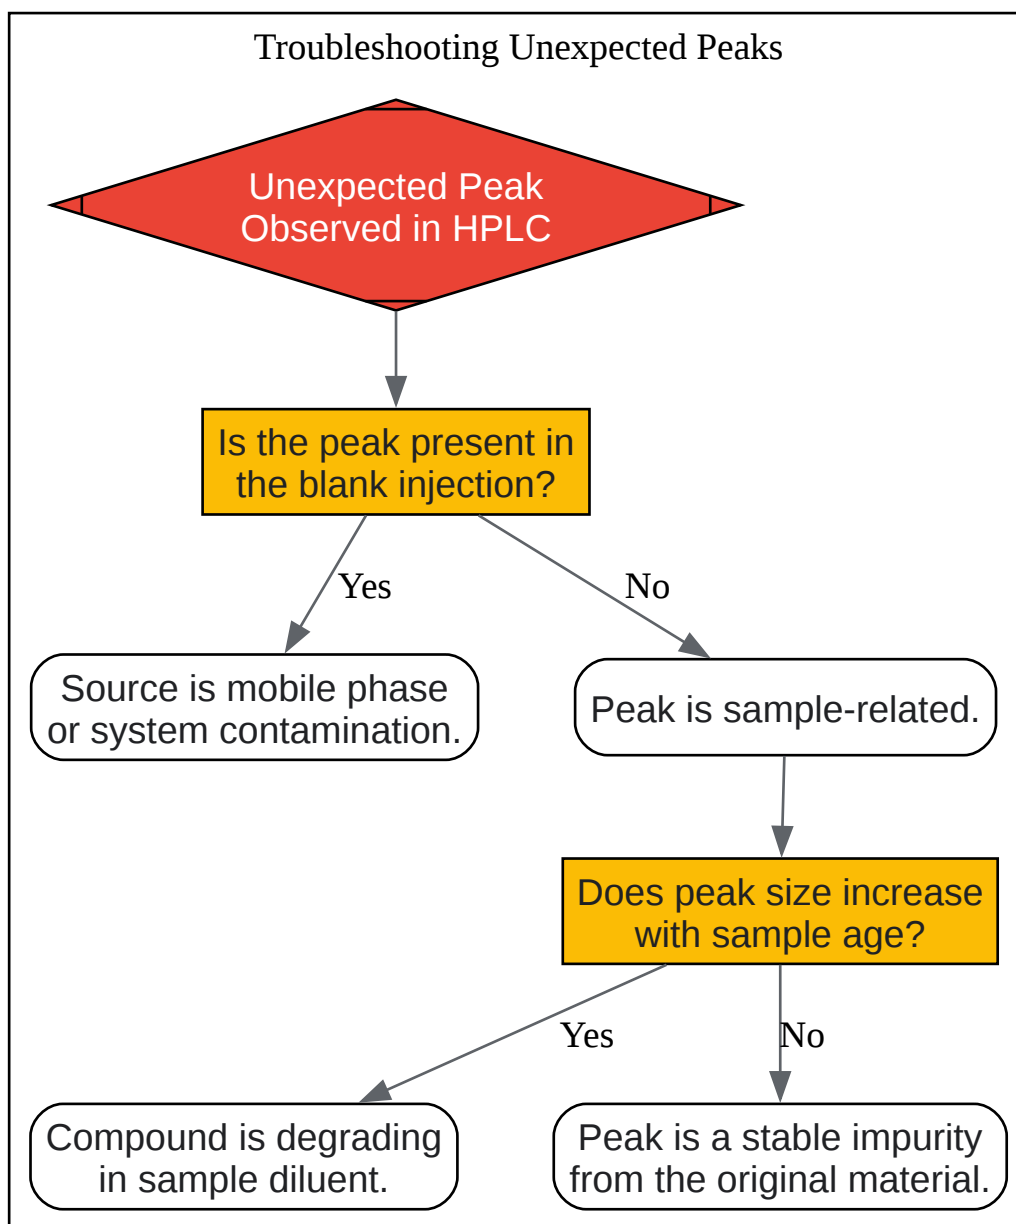 Troubleshooting Unexpected Peaks
Unexpected Peak
Observed in HPLC
Is the peak present in
the blank injection?
Yes
No
Source is mobile phase
or system contamination.
Peak is sample-related.
Does peak size increase
with sample age?
Yes
No
Compound is degrading
in sample diluent.
Peak is a stable impurity
from the original material.